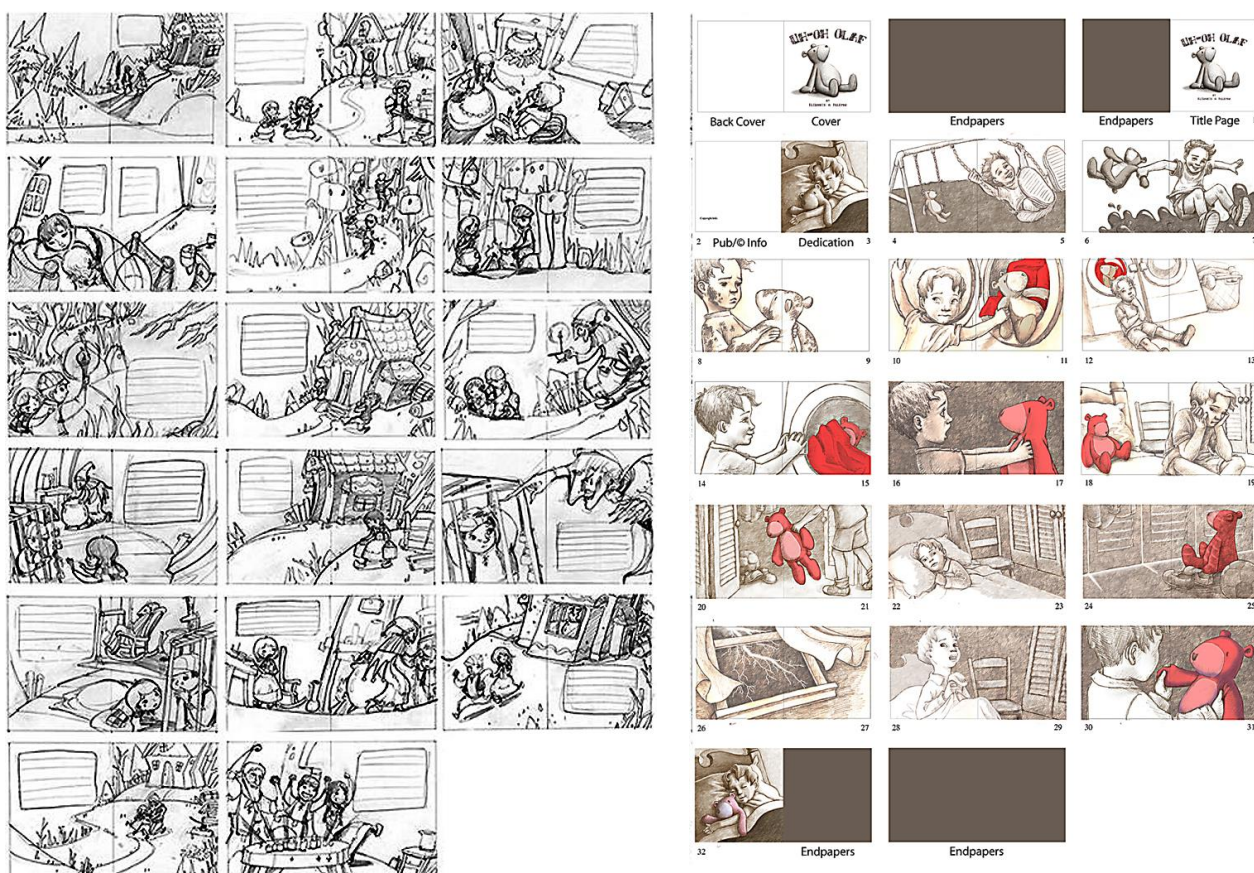 UH-OH OLAF
UH-OH OLAF
Back Cover Cover Endpapers Endpapers Title Page
2 Pub/© Info Dedication 3 4 5 6
8 9 10 11 12 13
14 15 16 17 18 19
20 21 22 23 24 25
26 27 28 29 30 31
32 Endpapers Endpapers